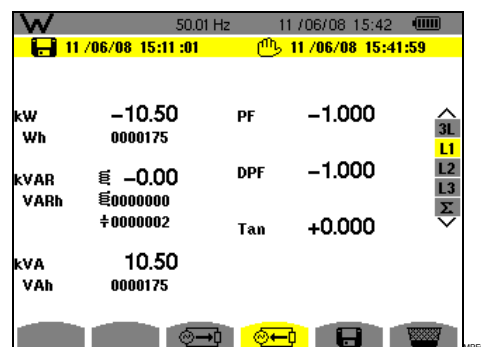 W 50.01 Hz 11 /06/08 15:42
11 /06/08 15:11 :01 11 /06/08 15:41:59
kW -10.50 PF -1.000
Wh 0000175
3L
L1
kVAR -0.00 DPF -1.000
L2
VARh 0000000
L3
0000002 Tan +0.000
Σ
kVA 10.50
VAh 0000175